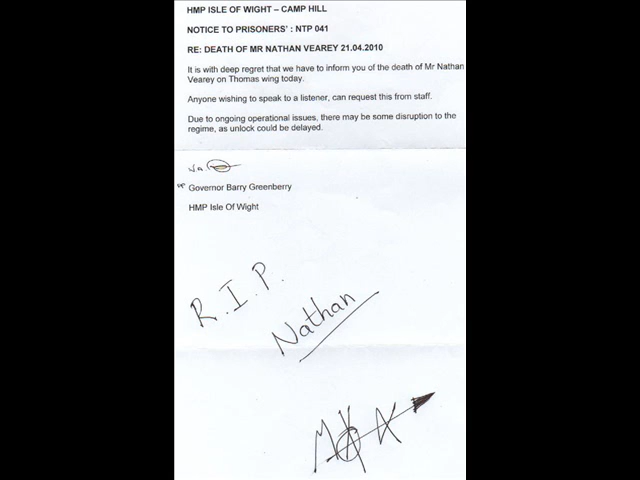 HMP ISLE OF WIGHT – CAMP HILL
NOTICE TO PRISONERS' : NTP 041
RE: DEATH OF MR NATHAN VEAREY 21.04.2010
It is with deep regret that we have to inform you of the death of Mr Nathan
Vearey on Thomas wing today.
Anyone wishing to speak to a listener, can request this from staff.
Due to ongoing operational issues, there may be some disruption to the
regime, as unlock could be delayed.
Governor Barry Greenberry
HMP Isle Of Wight
R.I.P.
Nathan